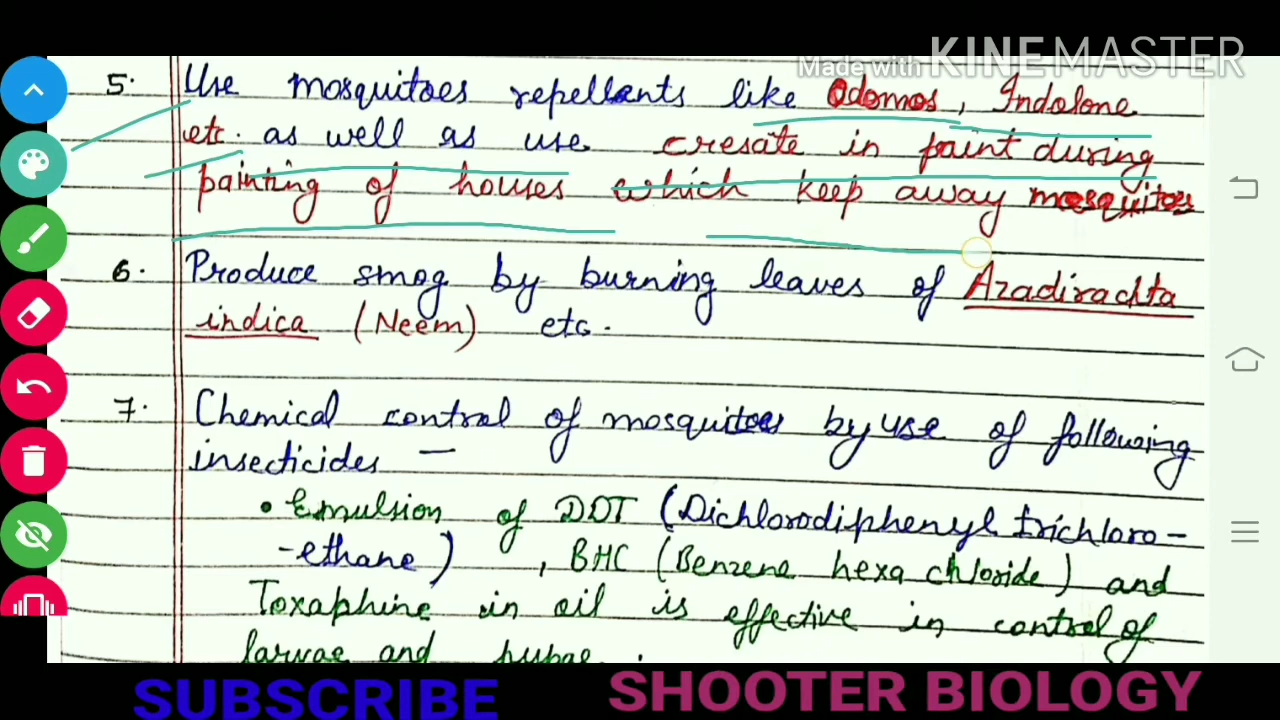 Made with KINEMASTER
5. Use mosquitoes repellents like Odomos, Indolone
etc. as well as use cresate in paint during
painting of houses which keep away mosquitoes
6. Produce smog by burning leaves of Azadirachta
indica (Neem) etc.
7. Chemical control of mosquitoes by use of following
insecticides —
• Emulsion of DDT (Dichlorodiphenyl trichloro-
-ethane), BHC (Benzene hexa chloride) and
Toxaphine in oil is effective in control of
larvae and pupae.
SUBSCRIBE SHOOTER BIOLOGY